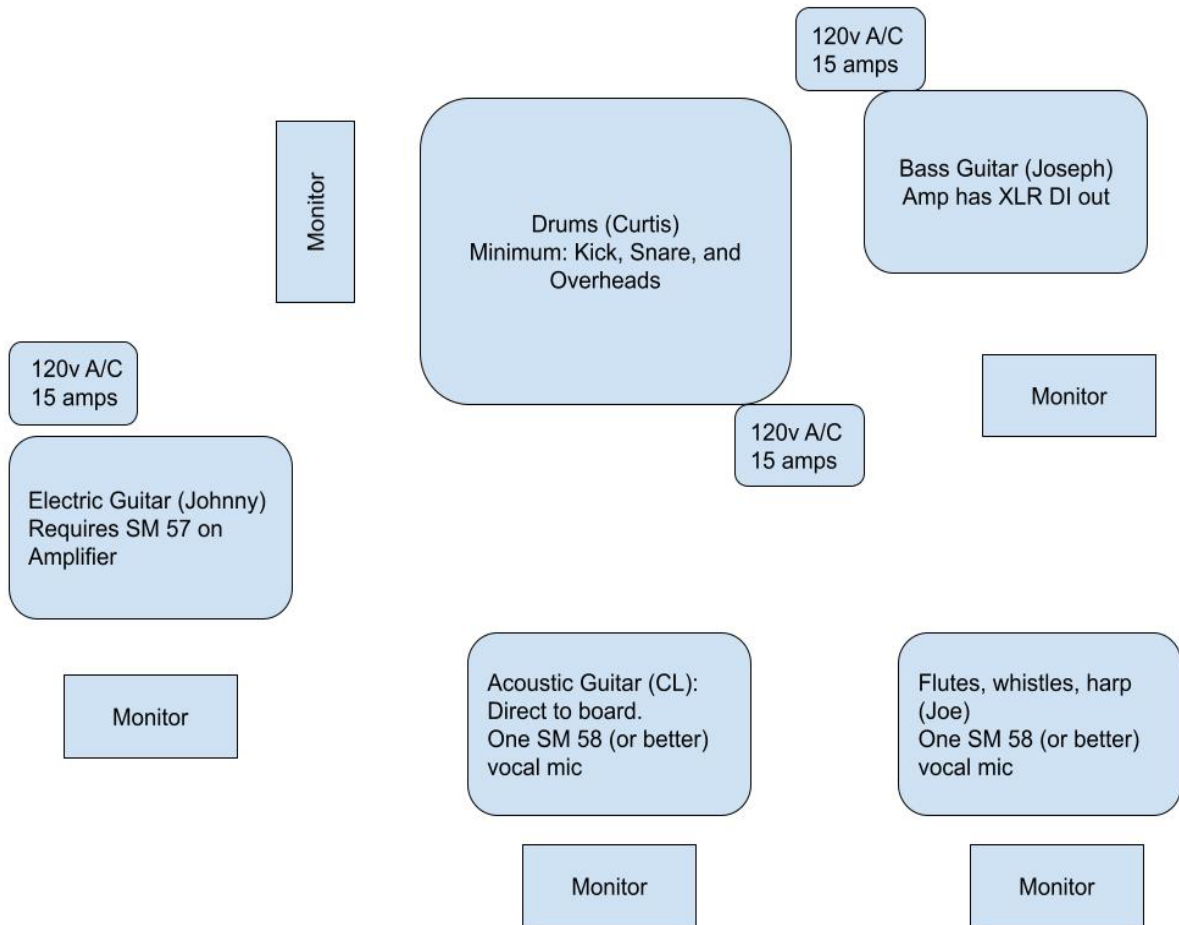 120v A/C
15 amps
Bass Guitar (Joseph)
Amp has XLR DI out
Monitor
Drums (Curtis)
Minimum: Kick, Snare, and
Overheads
120v A/C
15 amps
Monitor
120v A/C
15 amps
Electric Guitar (Johnny)
Requires SM 57 on
Amplifier
Monitor
Acoustic Guitar (CL):
Direct to board.
One SM 58 (or better)
vocal mic
Flutes, whistles, harp
(Joe)
One SM 58 (or better)
vocal mic
Monitor
Monitor